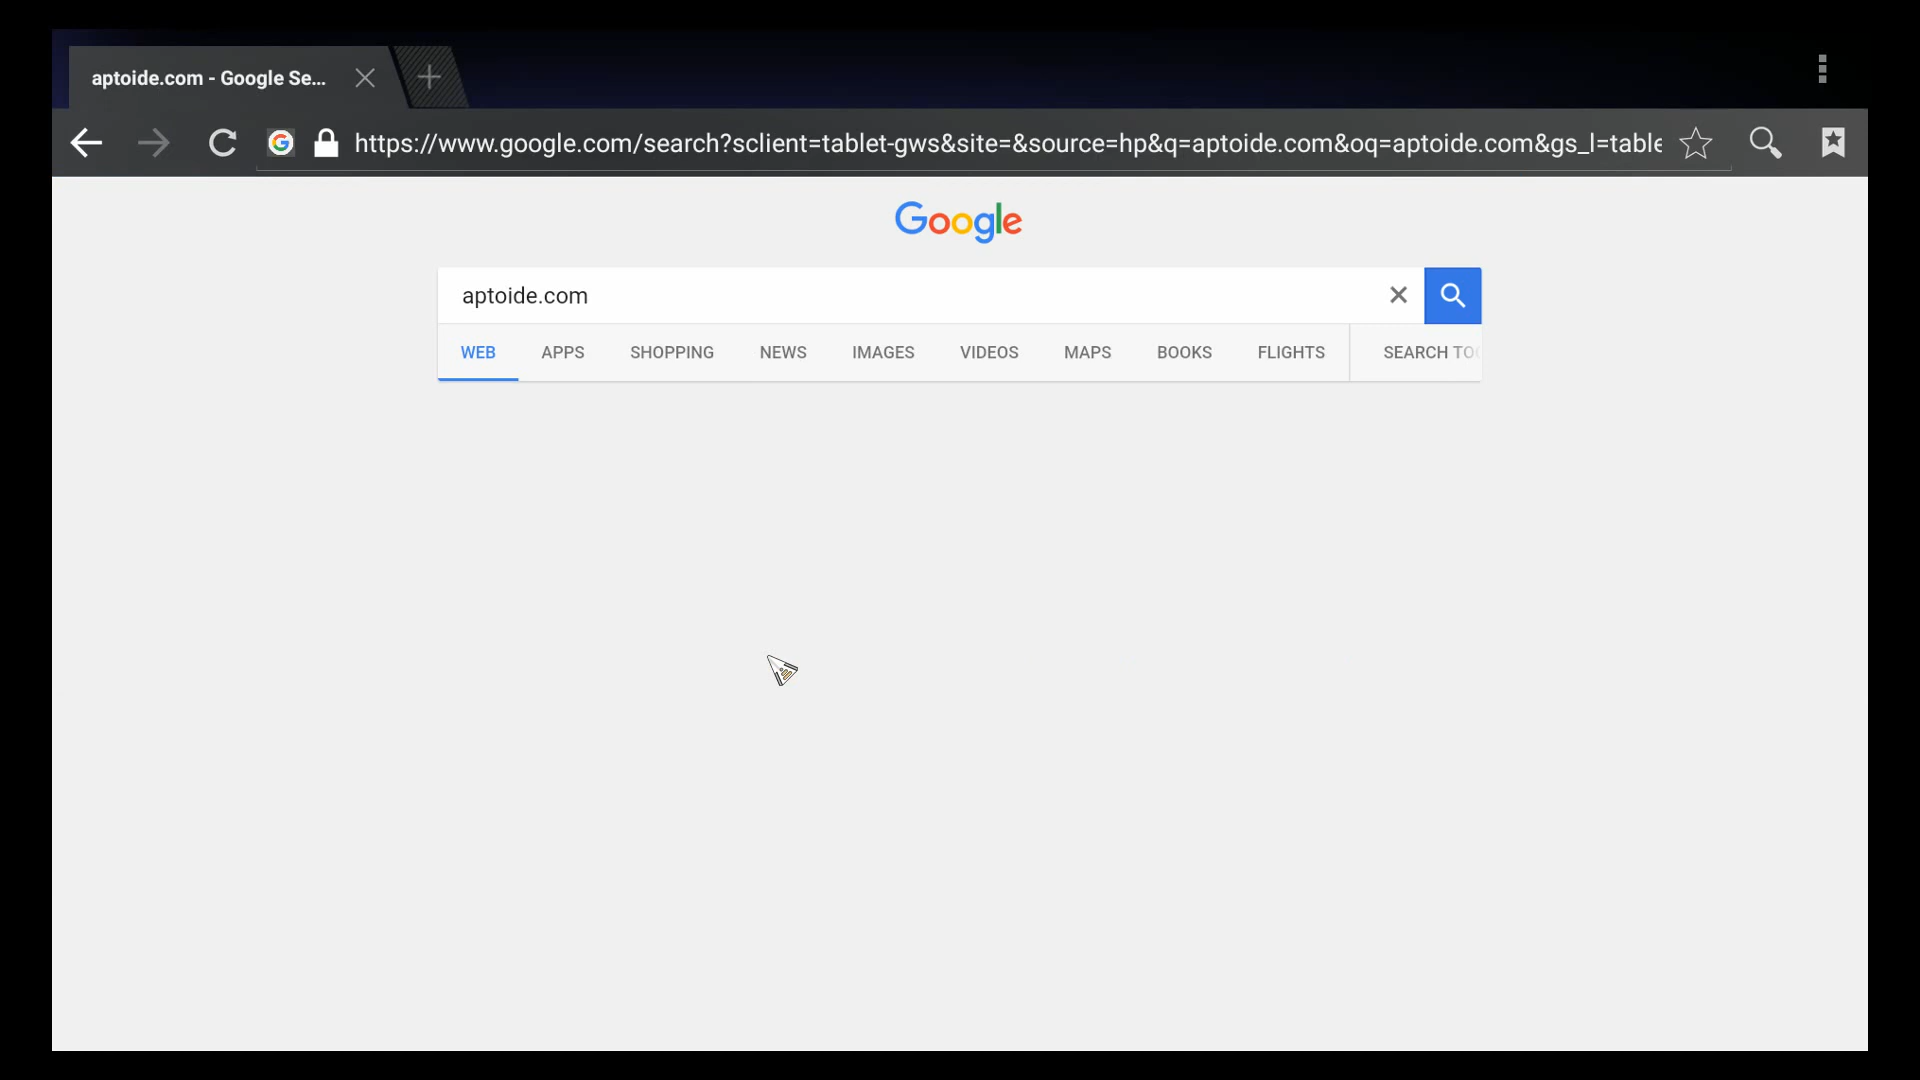 aptoide.com - Google Se...
https://www.google.com/search?sclient=tablet-gws&site=&source=hp&q=aptoide.com&oq=aptoide.com&gs_l=table
Google
aptoide.com
WEB APPS SHOPPING NEWS IMAGES VIDEOS MAPS BOOKS FLIGHTS SEARCH TOO